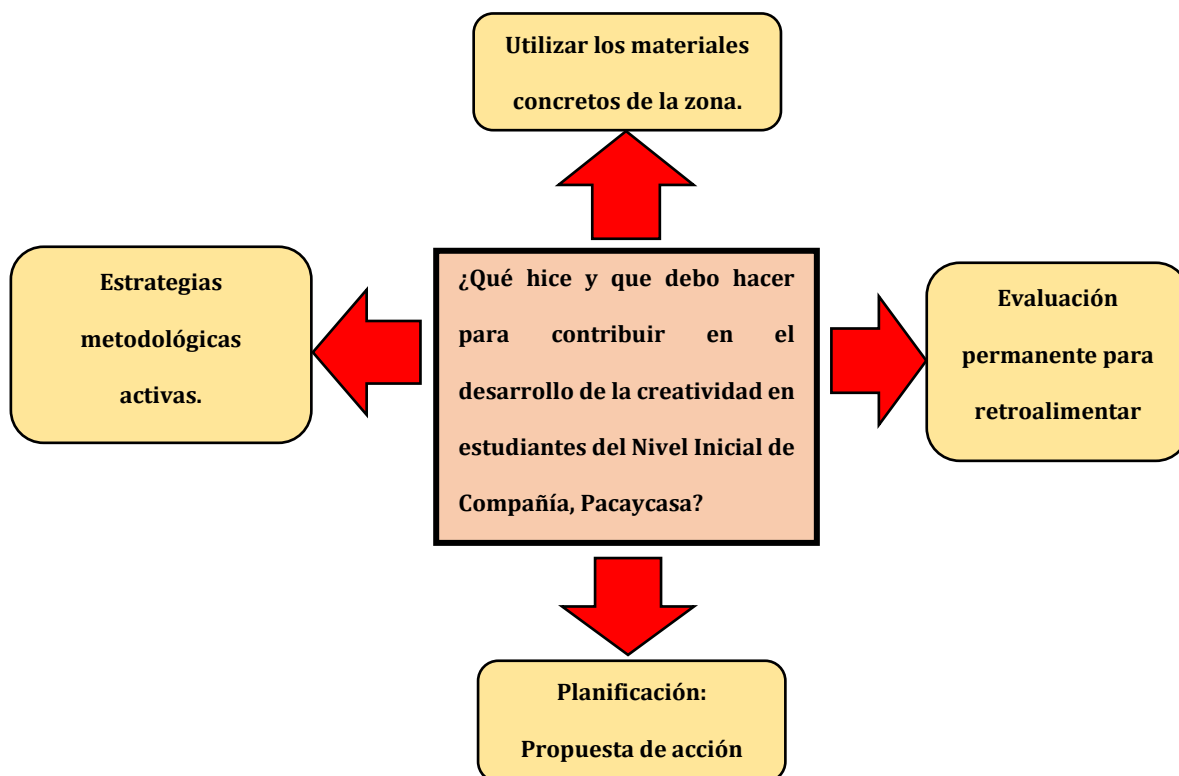 Utilizar los materiales
concretos de la zona.
Estrategias
metodológicas
activas.
¿Qué hice y que debo hacer
para contribuir en el
desarrollo de la creatividad en
estudiantes del Nivel Inicial de
Compañía, Pacaycasa?
Evaluación
permanente para
retroalimentar
Planificación:
Propuesta de acción